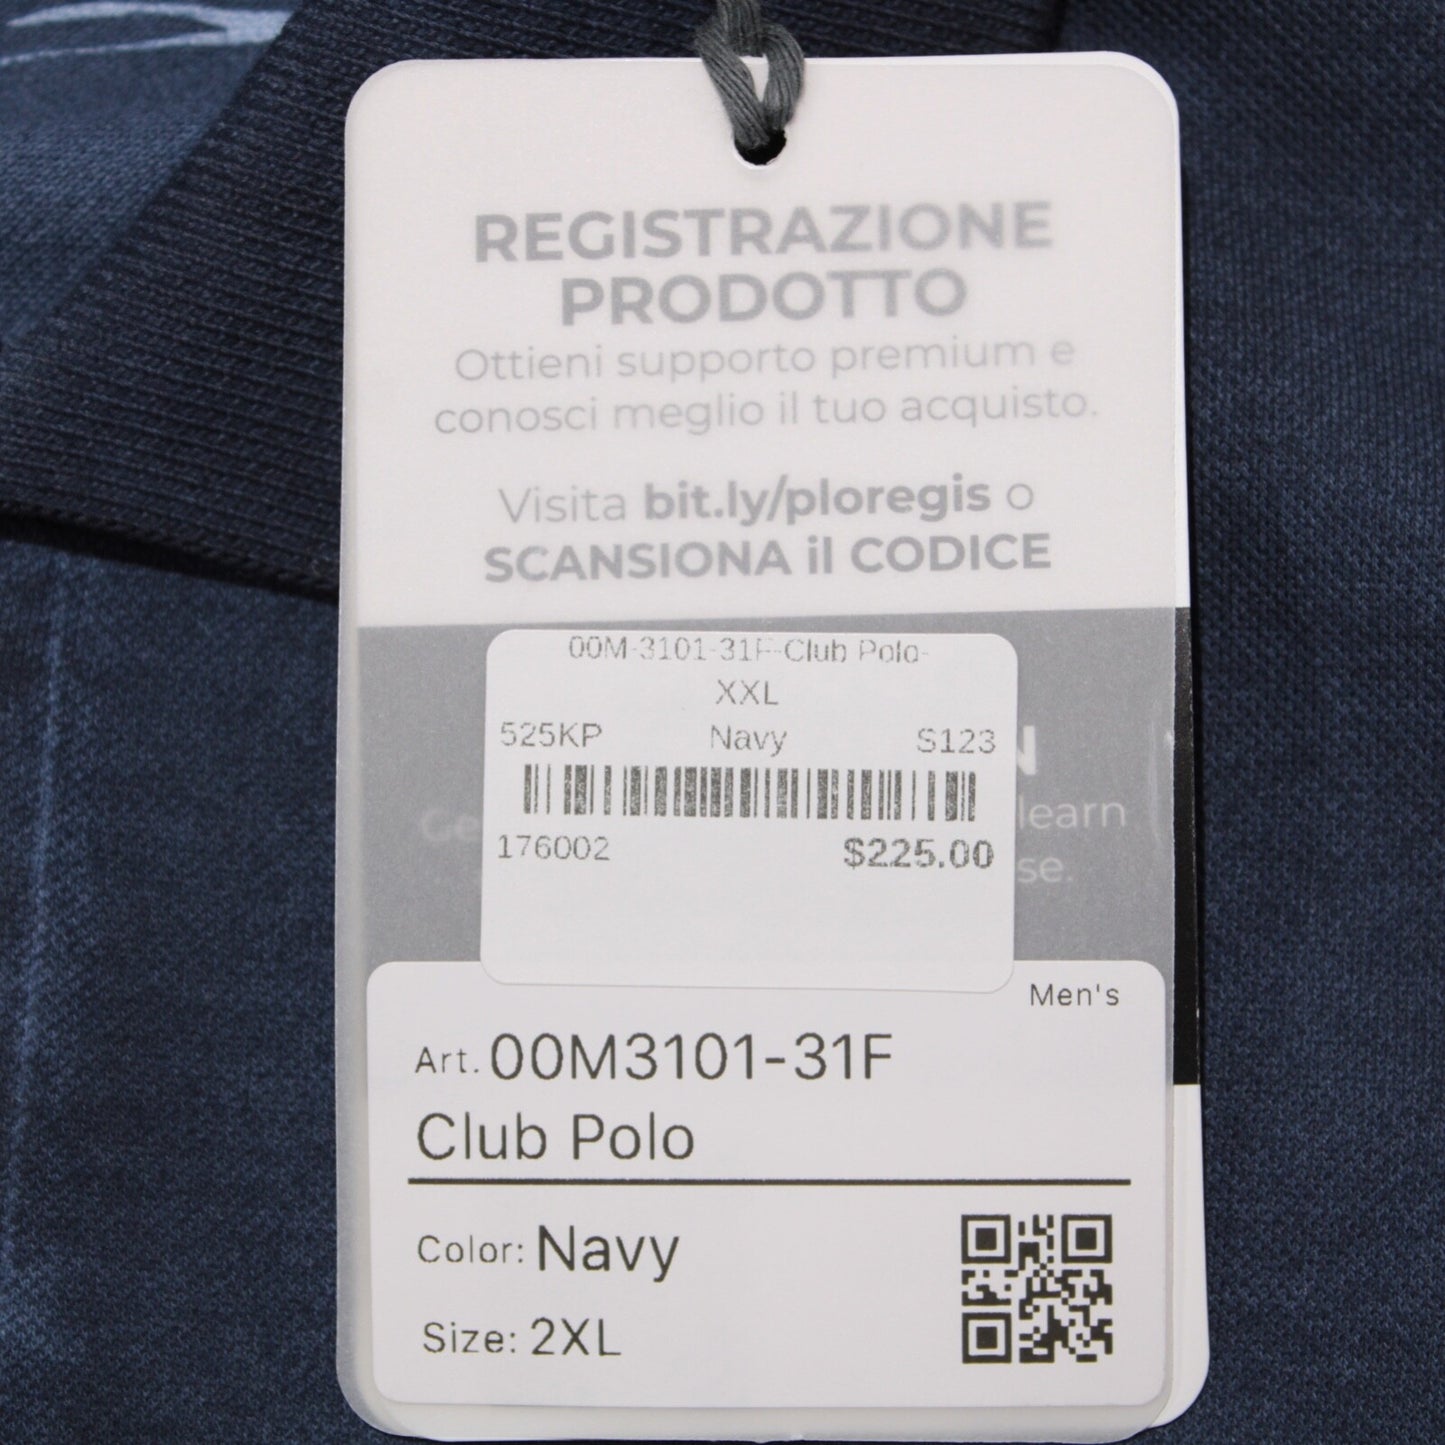 REGISTRAZIONE
PRODOTTO
Ottieni supporto premium e
conosci meglio il tuo acquisto.
Visita bit.ly/ploregis o
SCANSIONA il CODICE
00M-3101-31F-Club Polo-
XXL
525KP Navy S123
176002 $225.00
learn
Men's
Art. 00M3101-31F
Club Polo
Color: Navy
Size: 2XL